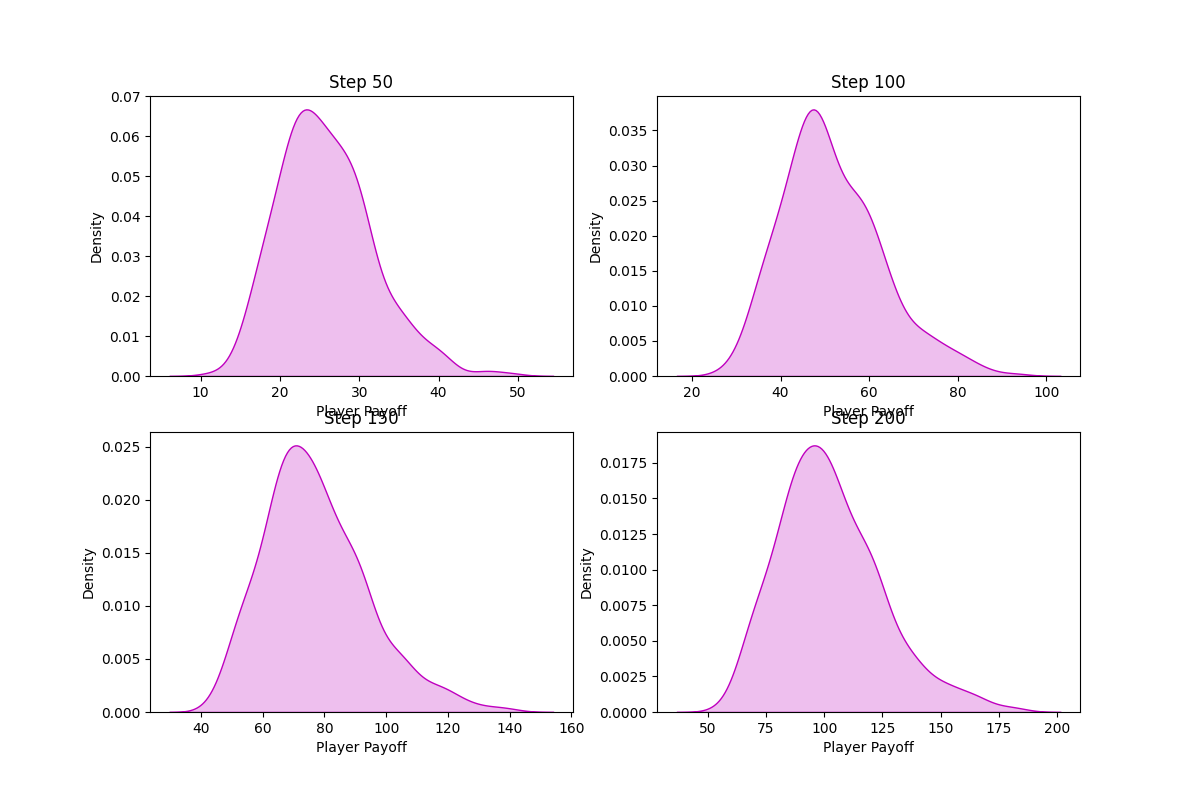 Step 50
0.07
0.06
0.05
0.04
0.03
0.02
0.01
0.00
Density
10 20 30 40 50
Player Payoff
Step 100
0.035
0.030
0.025
0.020
0.015
0.010
0.005
0.000
Density
20 40 60 80 100
Player Payoff
Step 150
0.025
0.020
0.015
0.010
0.005
0.000
Density
40 60 80 100 120 140 160
Player Payoff
Step 200
0.0175
0.0150
0.0125
0.0100
0.0075
0.0050
0.0025
0.0000
Density
50 75 100 125 150 175 200
Player Payoff